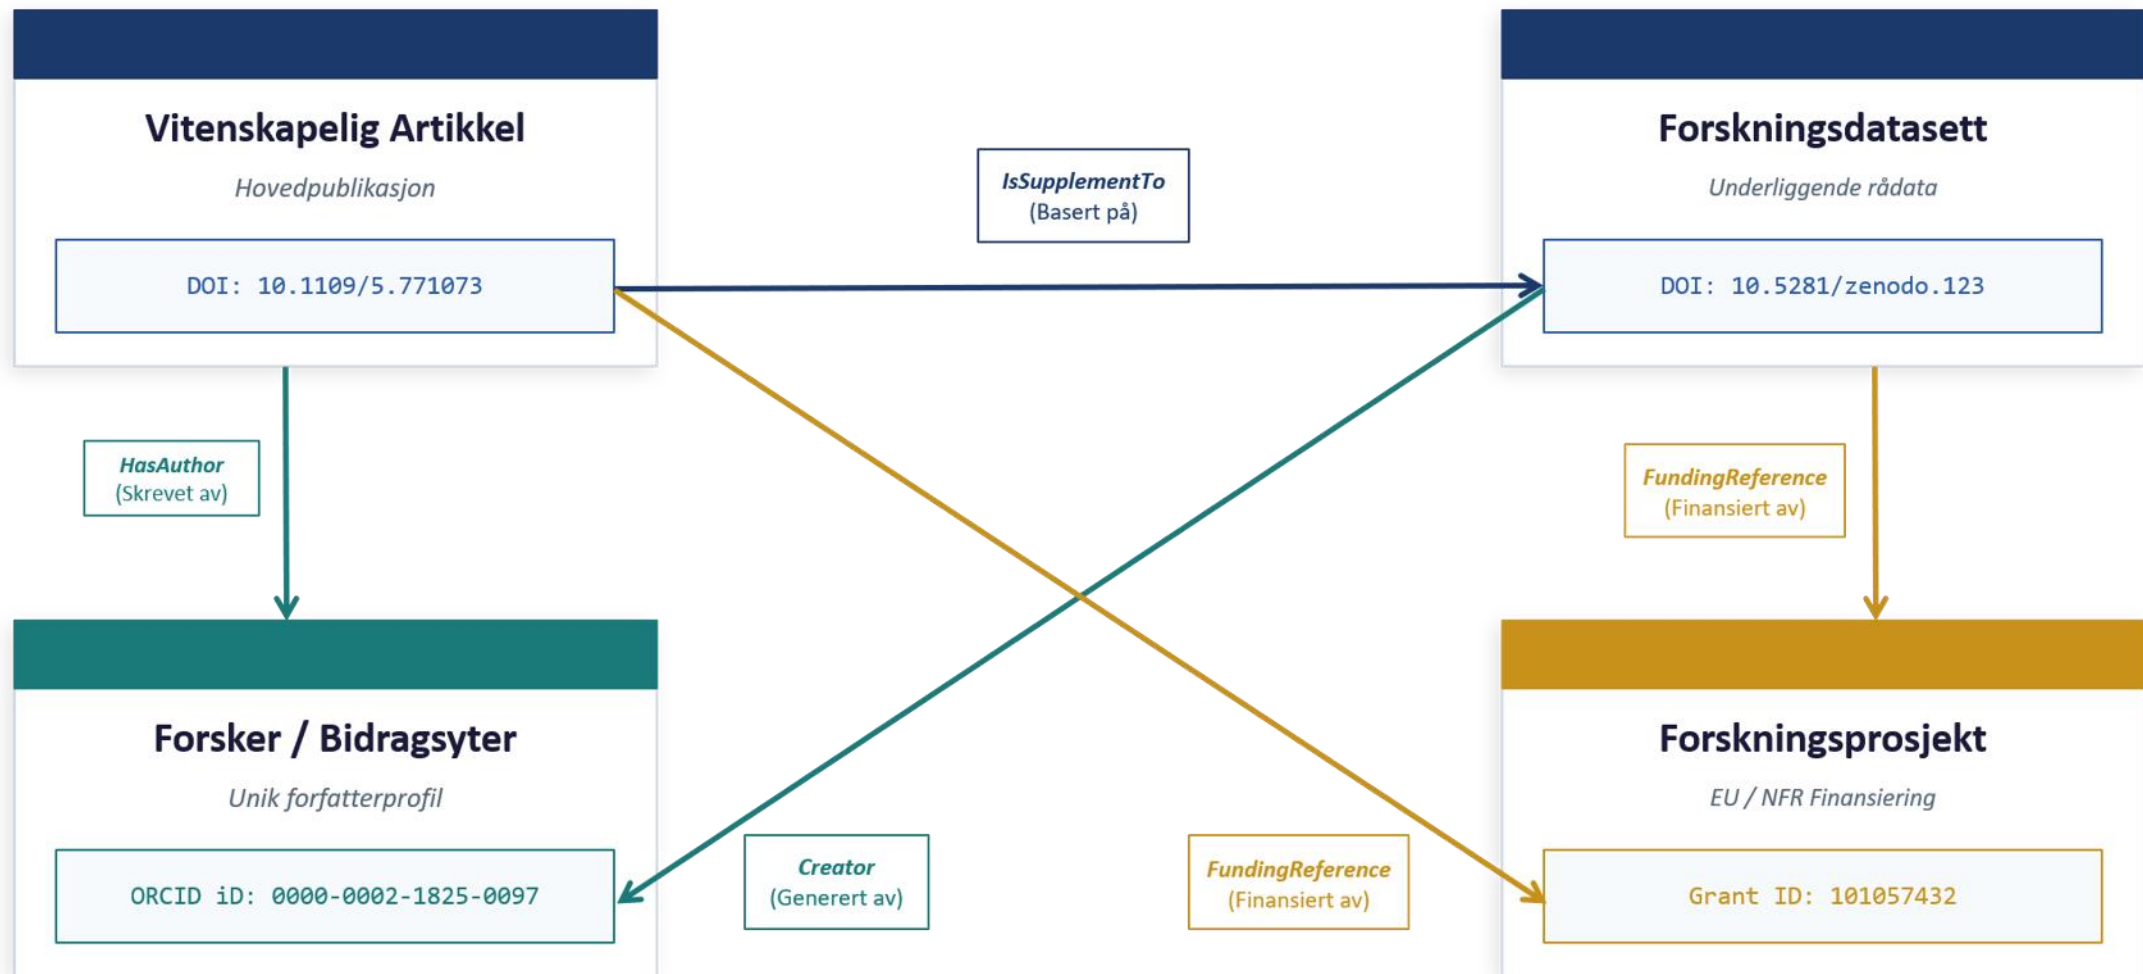 Vitenskapelig Artikkel
Hovedpublikasjon
DOI: 10.1109/5.771073
IsSupplementTo
(Basert på)
Forskningsdatasett
Underliggende rådata
DOI: 10.5281/zenodo.123
HasAuthor
(Skrevet av)
FundingReference
(Finansiert av)
Forsker / Bidragsyter
Unik forfatterprofil
ORCID iD: 0000-0002-1825-0097
Creator
(Generert av)
FundingReference
(Finansiert av)
Forskningsprosjekt
EU / NFR Finansiering
Grant ID: 101057432